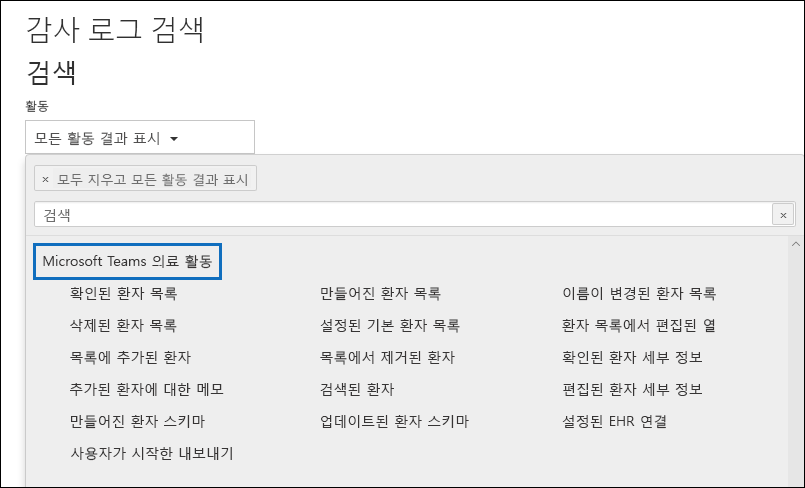 감사 로그 검색
검색
활동
모든 활동 결과 표시
× 모두 지우고 모든 활동 결과 표시
검색 ×
Microsoft Teams 의료 활동
확인된 환자 목록 만들어진 환자 목록 이름이 변경된 환자 목록
삭제된 환자 목록 설정된 기본 환자 목록 환자 목록에서 편집된 열
목록에 추가된 환자 목록에서 제거된 환자 확인된 환자 세부 정보
추가된 환자에 대한 메모 검색된 환자 편집된 환자 세부 정보
만들어진 환자 스키마 업데이트된 환자 스키마 설정된 EHR 연결
사용자가 시작한 내보내기